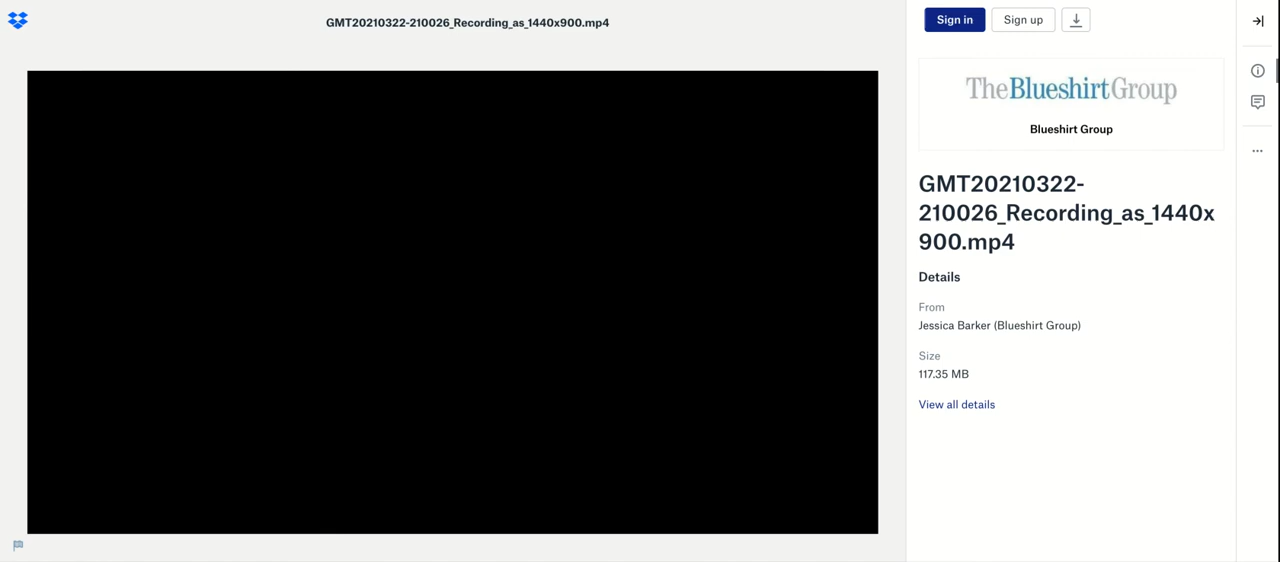 GMT20210322-210026_Recording_as_1440x900.mp4
Sign in
Sign up
TheBlueshirtGroup
Blueshirt Group
GMT20210322-
210026_Recording_as_1440x
900.mp4
Details
From
Jessica Barker (Blueshirt Group)
Size
117.35 MB
View all details